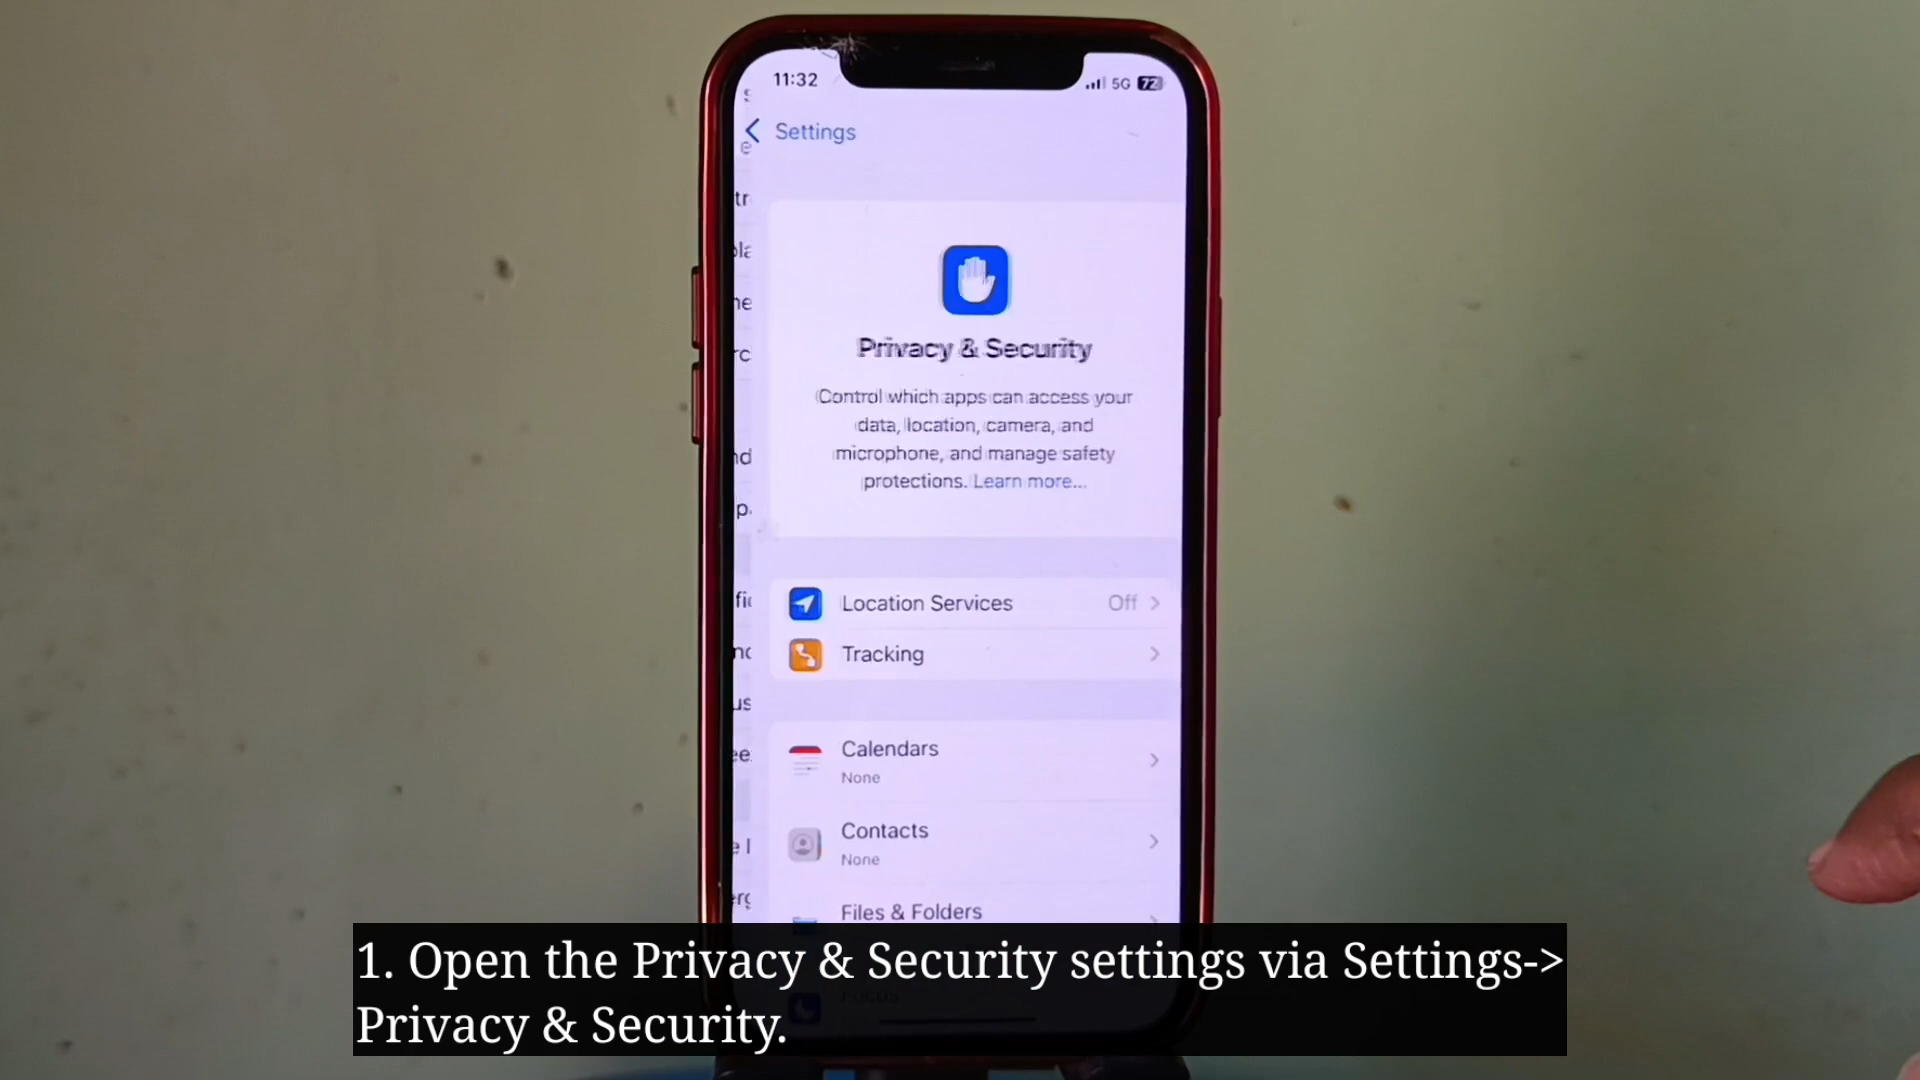 11:32
5G 72
Settings
Privacy & Security
Control which apps can access your
data, location, camera, and
microphone, and manage safety
protections. Learn more...
Location Services Off
Tracking
Calendars
None
Contacts
None
Files & Folders
Focus
1. Open the Privacy & Security settings via Settings->
Privacy & Security.